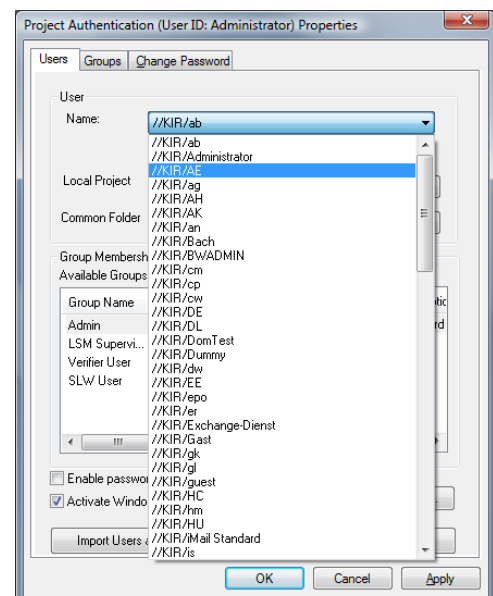 Project Authentication (User ID: Administrator) Properties
Users Groups Change Password
User
Name: //KIR/ab
//KIR/ab
//KIR/Administrator
//KIR/AE
Local Project //KIR/ag
//KIR/AH
//KIR/AK
Common Folder //KIR/an
//KIR/Bach
Group Membersh //KIR/BWADMIN
Available Groups //KIR/cm
//KIR/cp
Group Name //KIR/cw
//KIR/DE
Admin //KIR/DL
LSM Supervi... //KIR/DomTest
Verifier User //KIR/Dummy
//KIR/dw
SLW User //KIR/EE
//KIR/epo
//KIR/er
//KIR/Exchange-Dienst
//KIR/Gast
//KIR/gk
//KIR/gl
Enable passwo //KIR/guest
//KIR/HC
Activate Windo //KIR/hm
//KIR/HU
Import Users a //KIR/iMail Standard
//KIR/is
OK Cancel Apply